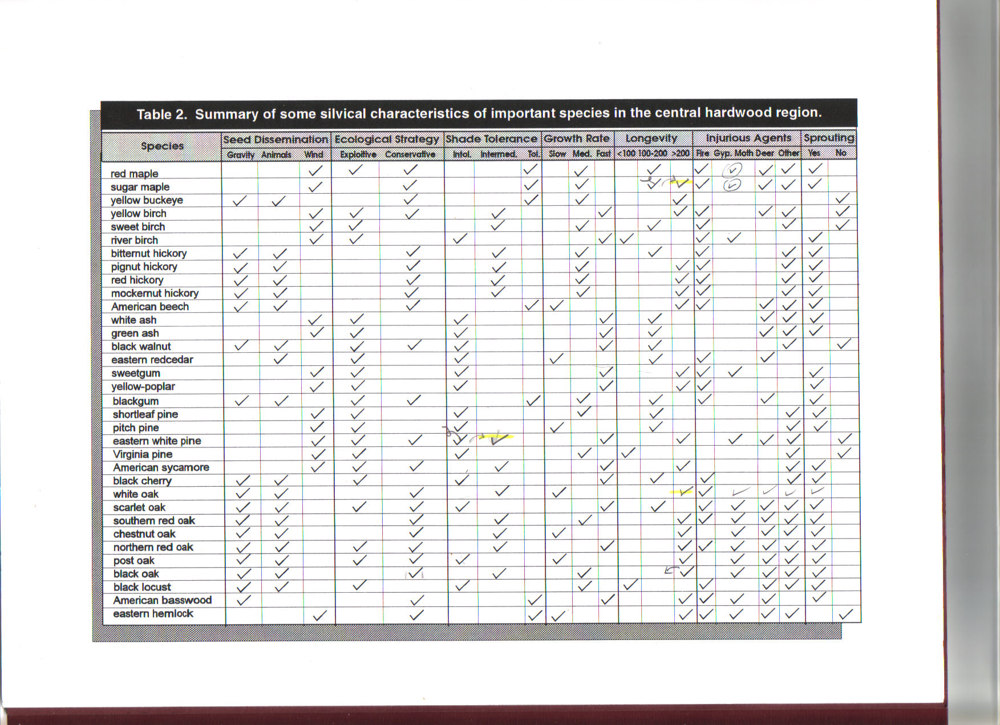 Table 2. Summary of some silvical characteristics of important species in the central hardwood region.
Species Seed Dissemination Ecological Strategy Shade Tolerance Growth Rate Longevity Injurious Agents Sprouting
Gravity Animals Wind Exploitive Conservative Intol. Intermed. Tol. Slow Med. Fast <100 100-200 >200 Fire Gyp. Moth Deer Other Yes No
red maple
sugar maple
yellow buckeye
yellow birch
sweet birch
river birch
bitternut hickory
pignut hickory
red hickory
mockernut hickory
American beech
white ash
green ash
black walnut
eastern redcedar
sweetgum
yellow-poplar
blackgum
shortleaf pine
pitch pine
eastern white pine
Virginia pine
American sycamore
black cherry
white oak
scarlet oak
southern red oak
chestnut oak
northern red oak
post oak
black oak
black locust
American basswood
eastern hemlock